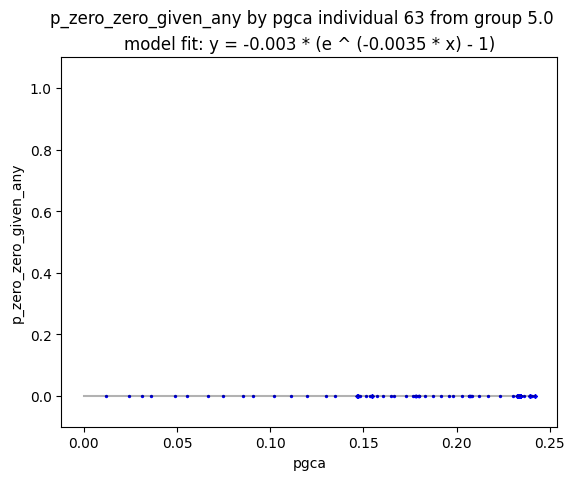 p_zero_zero_given_any by pgca individual 63 from group 5.0
model fit: y = -0.003 * (e ^ (-0.0035 * x) - 1)
1.0
0.8
0.6
0.4
0.2
0.0
p_zero_zero_given_any
0.00 0.05 0.10 0.15 0.20 0.25
pgca